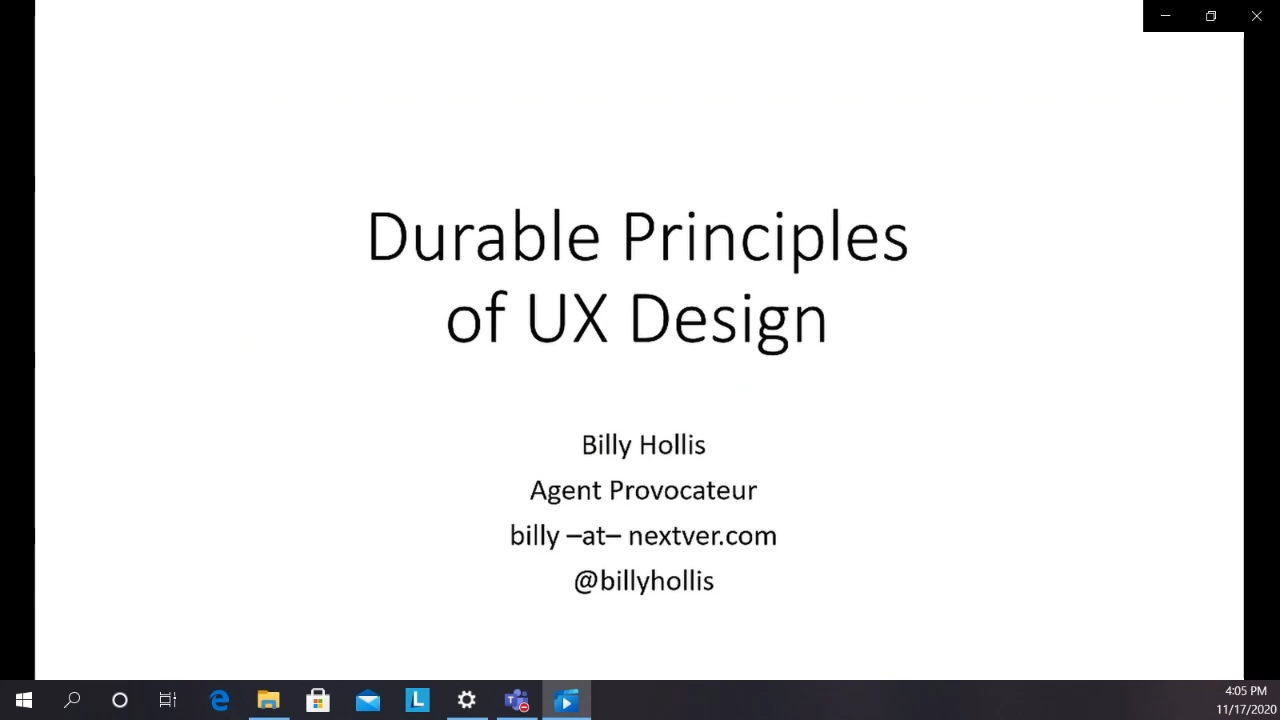 Durable Principles
of UX Design
Billy Hollis
Agent Provocateur
billy –at– nextver.com
@billyhollis
L
4:05 PM
11/17/2020